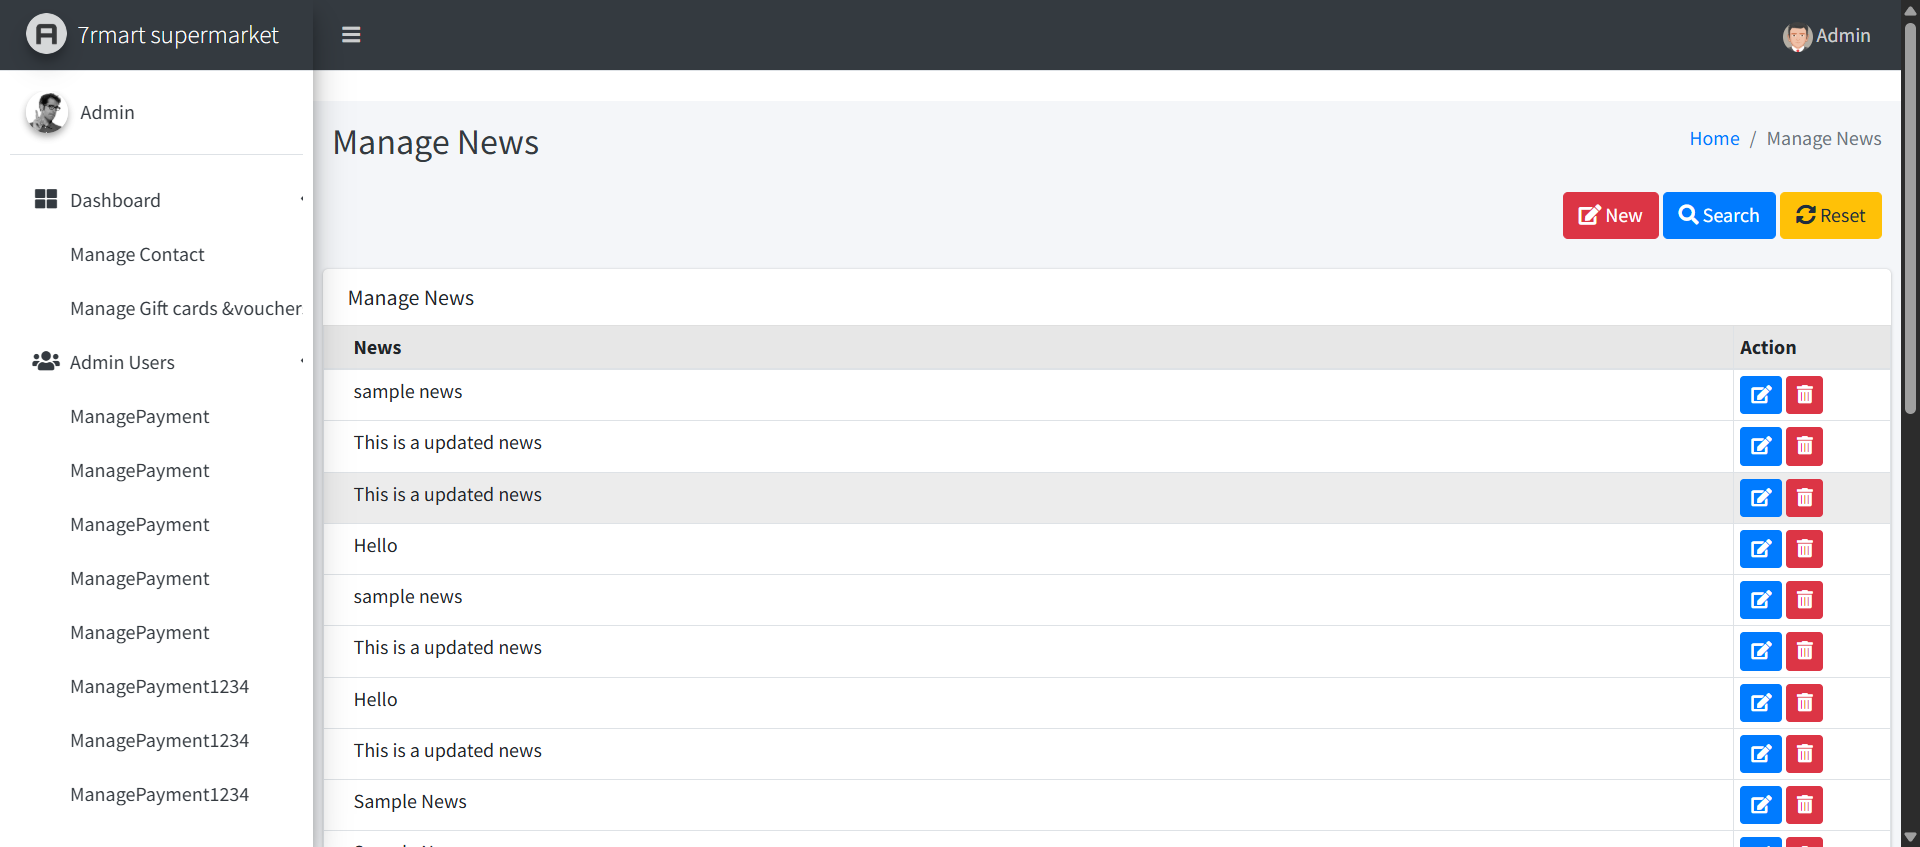 7rmart supermarket
Admin
Admin
Dashboard
Manage Contact
Manage Gift cards &voucher
Admin Users
ManagePayment
ManagePayment
ManagePayment
ManagePayment
ManagePayment
ManagePayment1234
ManagePayment1234
ManagePayment1234
Manage News
Home / Manage News
New Search Reset
Manage News
News Action
sample news
This is a updated news
This is a updated news
Hello
sample news
This is a updated news
Hello
This is a updated news
Sample News